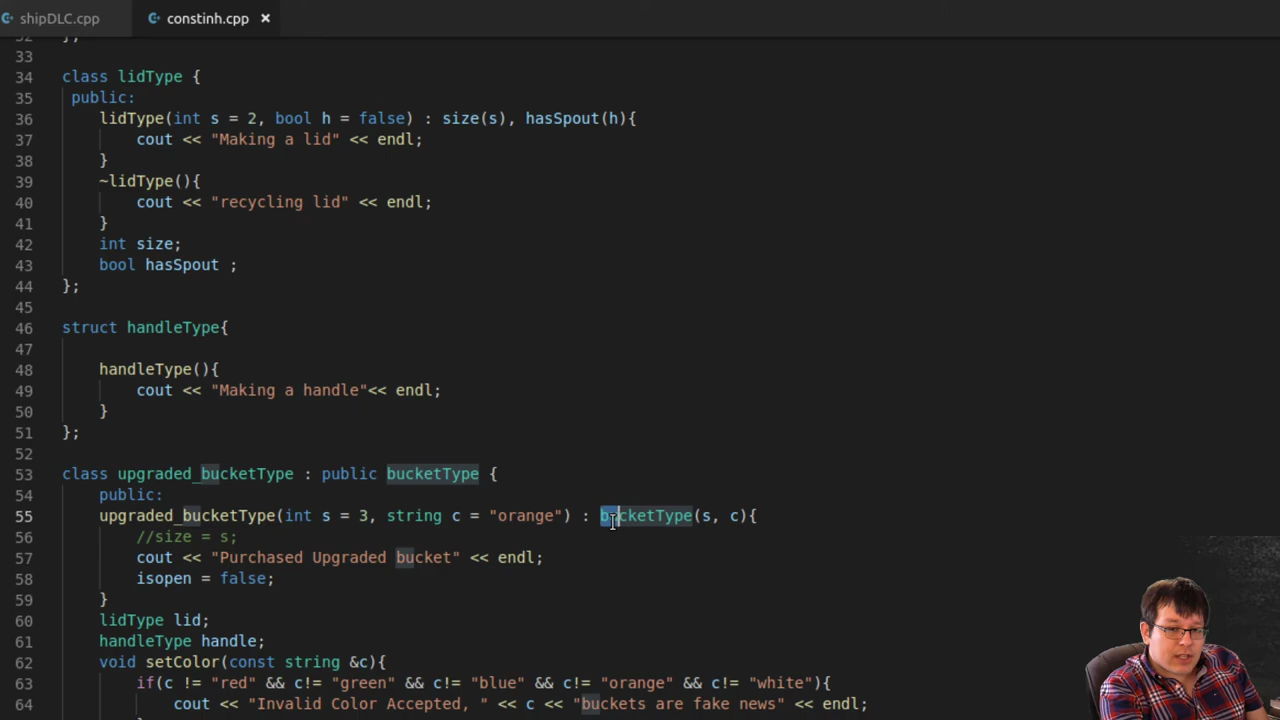 shipDLC.cpp constinh.cpp ×
32 };
33
34 class lidType {
35 public:
36 lidType(int s = 2, bool h = false) : size(s), hasSpout(h){
37 cout << "Making a lid" << endl;
38 }
39 ~lidType(){
40 cout << "recycling lid" << endl;
41 }
42 int size;
43 bool hasSpout ;
44 };
45
46 struct handleType{
47
48 handleType(){
49 cout << "Making a handle"<< endl;
50 }
51 };
52
53 class upgraded_bucketType : public bucketType {
54 public:
55 upgraded_bucketType(int s = 3, string c = "orange") : bucketType(s, c){
56 //size = s;
57 cout << "Purchased Upgraded bucket" << endl;
58 isopen = false;
59 }
60 lidType lid;
61 handleType handle;
62 void setColor(const string &c){
63 if(c != "red" && c!= "green" && c!= "blue" && c!= "orange" && c!= "white"){
64 cout << "Invalid Color Accepted, " << c << "buckets are fake news" << endl;